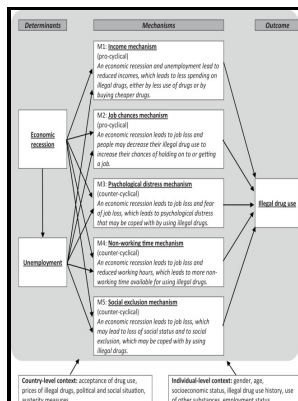 Determinants
Mechanisms
Outcome
M1: Income mechanism
(pro-cyclical)
An economic recession and unemployment lead to
reduced incomes, which leads to less spending on
illegal drugs, either by less use of drugs or by
buying cheaper drugs.
M2: Job chances mechanism
(pro-cyclical)
An economic recession leads to job loss and
people may decrease their illegal drug use to
increase their chances of holding on to or getting
a job.
Economic
recession
M3: Psychological distress mechanism
(counter-cyclical)
An economic recession leads to job loss and fear
of job loss, which leads to psychological distress
that may be coped with by using illegal drugs.
Illegal drug use
M4: Non-working time mechanism
(counter-cyclical)
An economic recession leads to job loss and
reduced working hours, which leads to more non-
working time available for using illegal drugs.
Unemployment
M5: Social exclusion mechanism
(counter-cyclical)
An economic recession leads to job loss, which
may lead to loss of social status and to social
exclusion, which may be coped with by using
illegal drugs.
Country-level context: acceptance of drug use,
prices of illegal drugs, political and social situation,
austerity measures
Individual-level context: gender, age,
socioeconomic status, illegal drug use history, use
of other substances, employment status